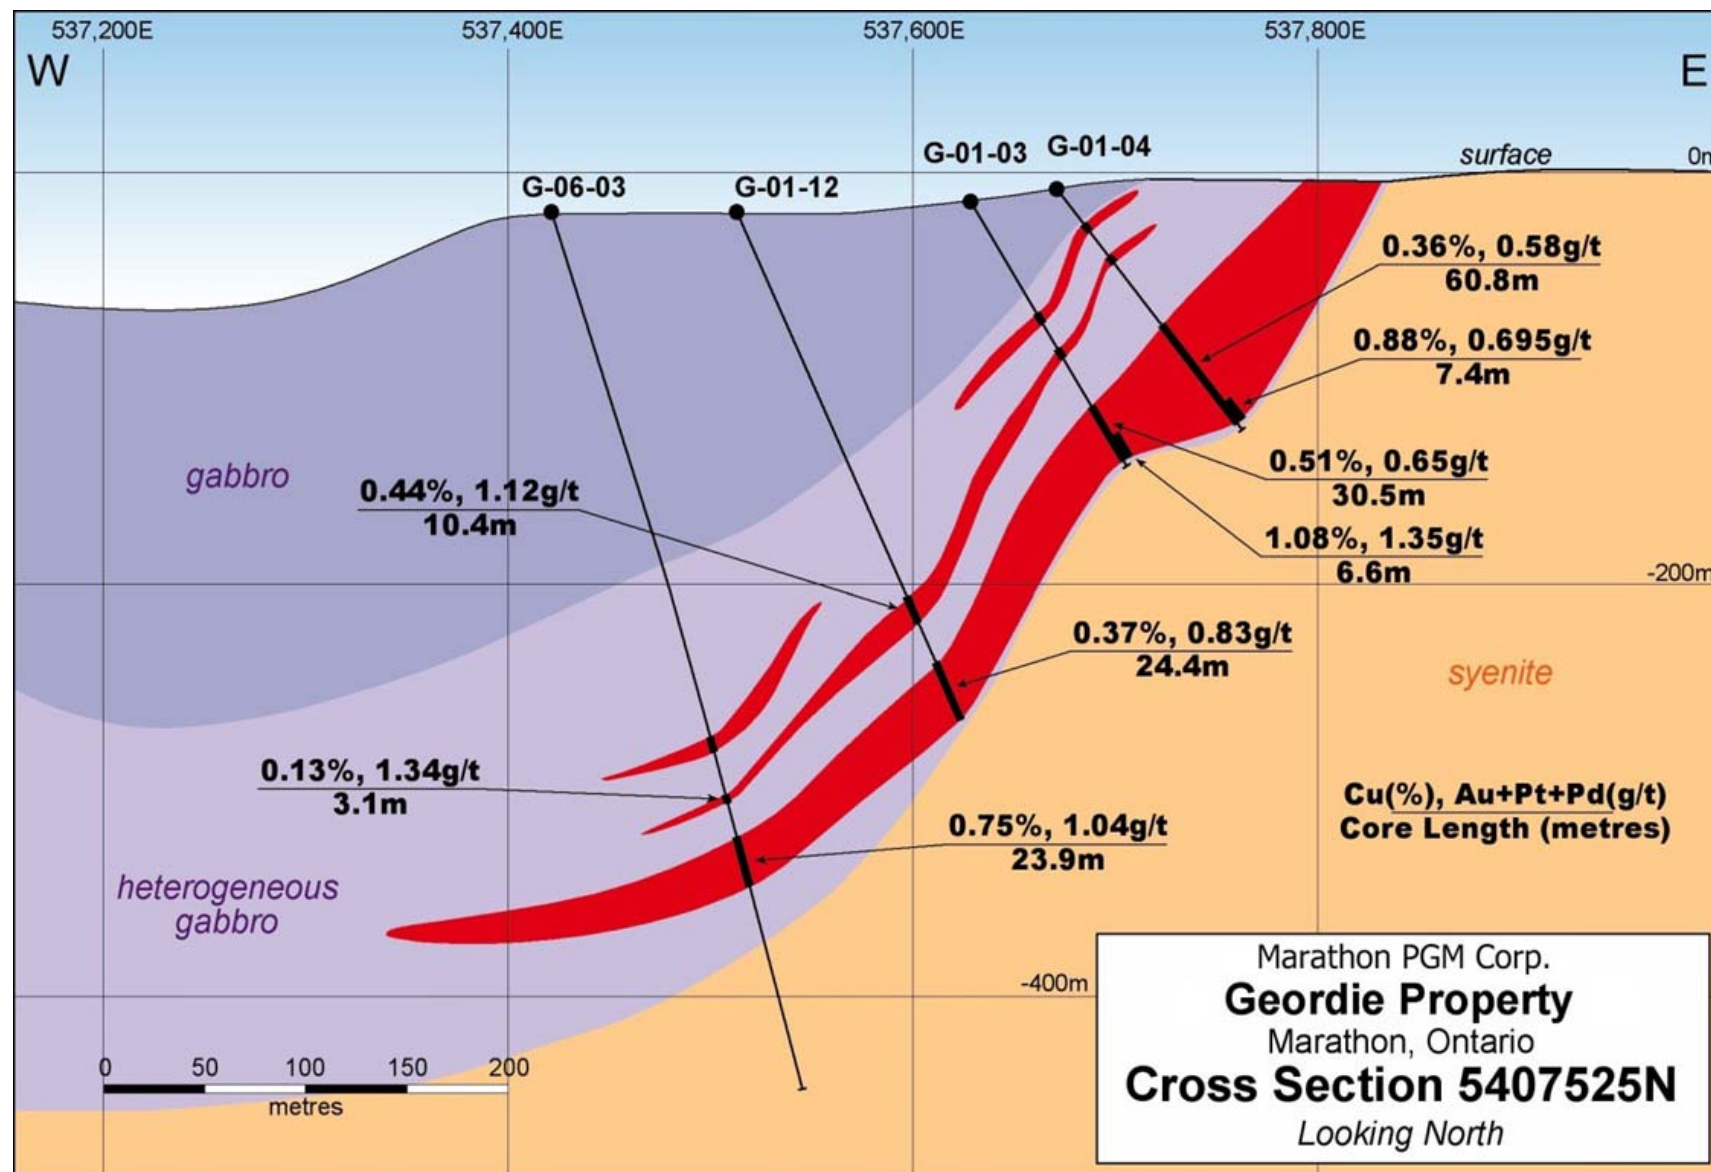 537,200E
537,400E
537,600E
537,800E
W
E
G-01-03
G-01-04
surface
0m
G-06-03
G-01-12
0.36%, 0.58g/t
60.8m
0.88%, 0.695g/t
7.4m
gabbro
0.44%, 1.12g/t
10.4m
0.51%, 0.65g/t
30.5m
1.08%, 1.35g/t
6.6m
-200m
0.37%, 0.83g/t
24.4m
syenite
0.13%, 1.34g/t
3.1m
Cu(%), Au+Pt+Pd(g/t)
Core Length (metres)
0.75%, 1.04g/t
23.9m
heterogeneous
gabbro
-400m
Marathon PGM Corp.
Geordie Property
Marathon, Ontario
Cross Section 5407525N
Looking North
0 50 100 150 200
metres